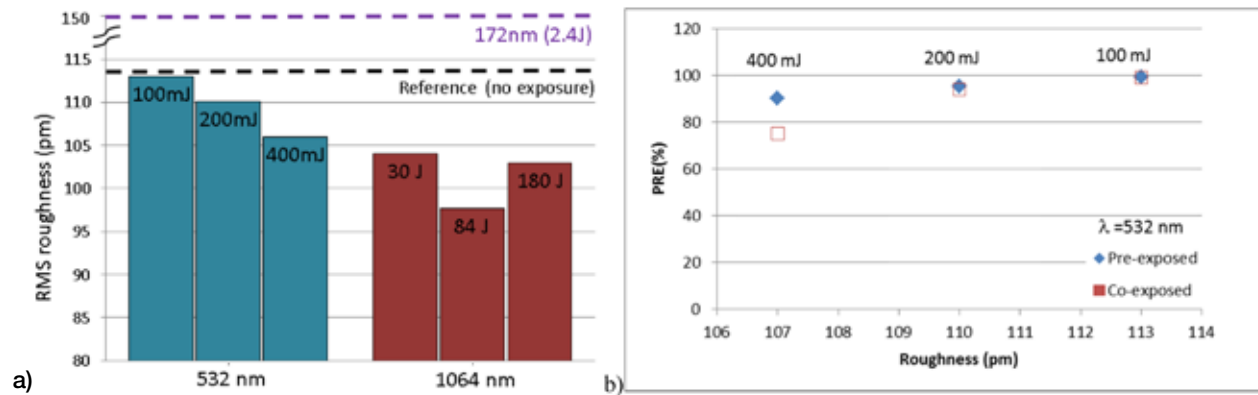 150
172nm (2.4J)
115
Reference (no exposure)
110
105
100
95
90
85
80
RMS roughness (pm)
100mJ
200mJ
400mJ
30 J
84 J
180 J
532 nm
1064 nm
a)
120
100
80
60
40
20
0
PRE(%)
400 mJ
200 mJ
100 mJ
λ =532 nm
Pre-exposed
Co-exposed
106 107 108 109 110 111 112 113 114
Roughness (pm)
b)